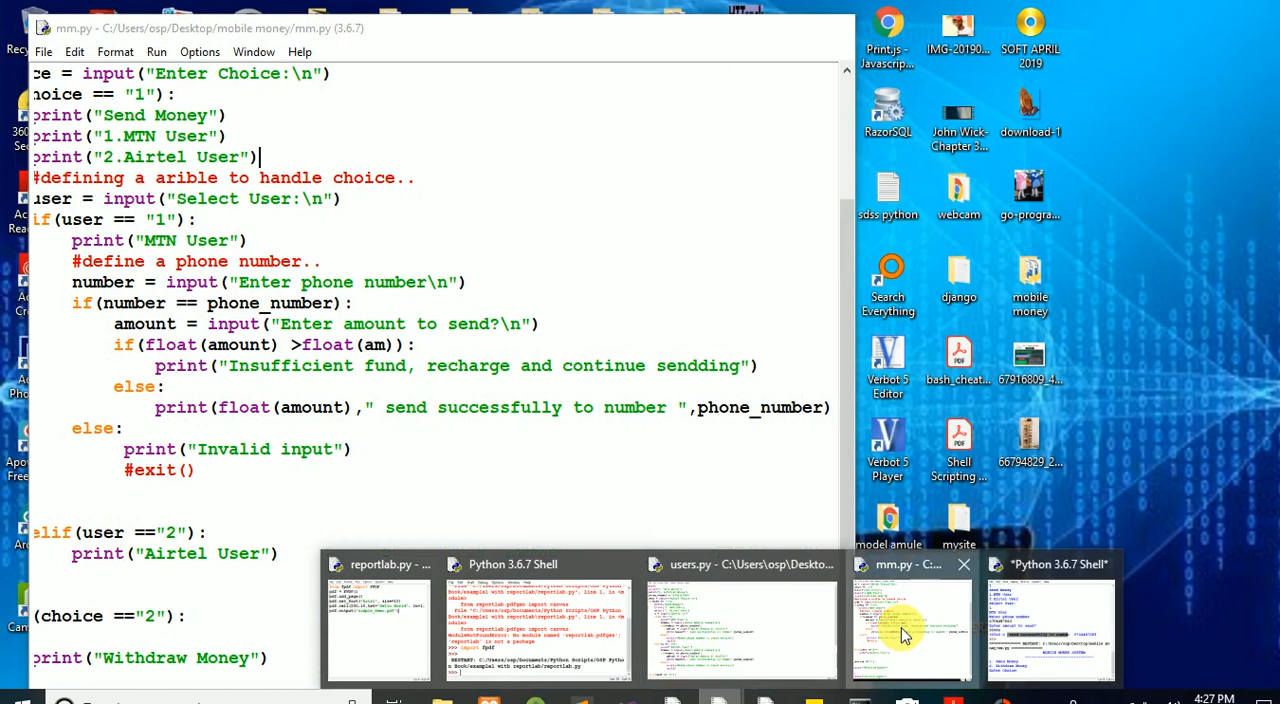 mm.py - C:/Users/osp/Desktop/mobile money/mm.py (3.6.7)
File Edit Format Run Options Window Help
ce = input("Enter Choice:\n")
hoice == "1"):
print("Send Money")
print("1.MTN User")
print("2.Airtel User")
#defining a arible to handle choice..
user = input("Select User:\n")
if(user == "1"):
print("MTN User")
#define a phone number..
number = input("Enter phone number\n")
if(number == phone_number):
amount = input("Enter amount to send?\n")
if(float(amount) >float(am)):
print("Insufficient fund, recharge and continue sendding")
else:
print(float(amount)," send successfully to number ",phone_number)
else:
print("Invalid input")
#exit()
elif(user =="2"):
print("Airtel User")
(choice =="2"):
print("Withdraw Money")
Print.js -
Javascrip...
IMG-20190...
SOFT APRIL
2019
RazorSQL
John Wick-
Chapter 3...
download-1
sdss python
webcam
go-progra...
Search
Everything
django
mobile
money
Verbot 5
Editor
bash_cheat...
67916809_4...
Verbot 5
Player
Shell
Scripting ...
66794829_2...
model amule
mysite
reportlab.py - ...
Python 3.6.7 Shell
users.py - C:\Users\osp\Deskto...
mm.py - C:...
*Python 3.6.7 Shell*
4:27 PM